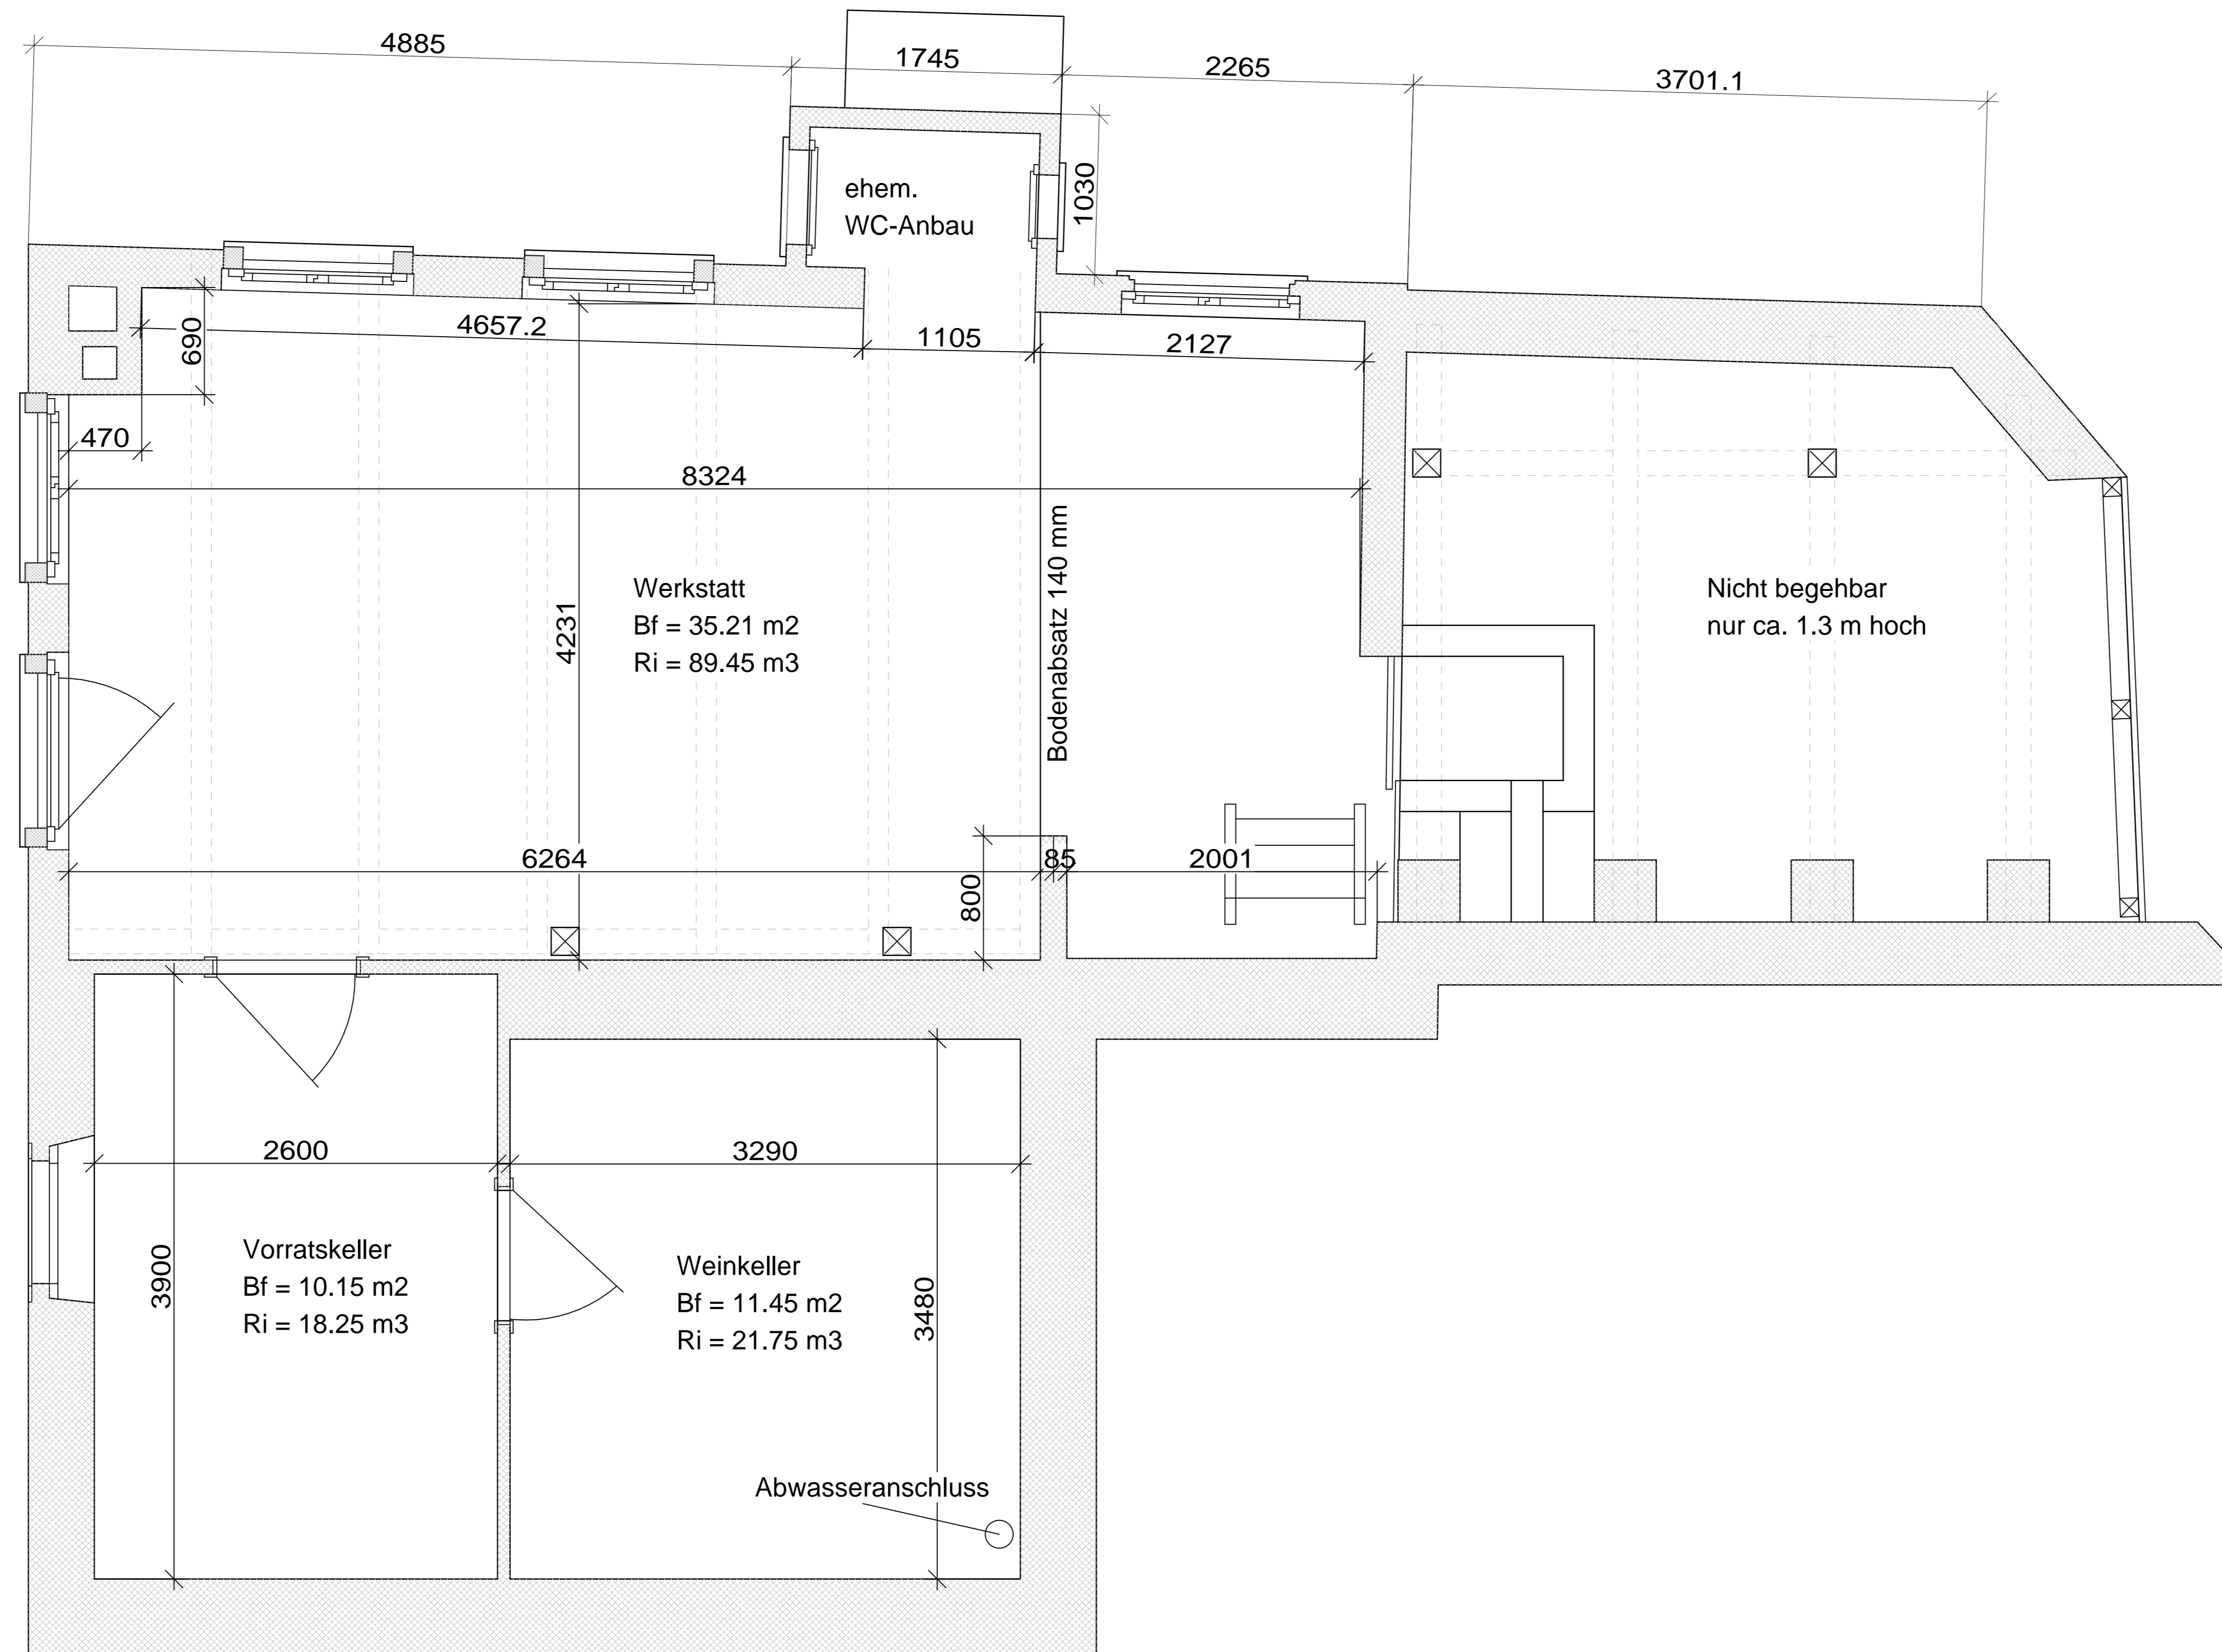 4885
1745
2265
3701.1
ehem.
WC-Anbau
1030
690
4657.2
1105
2127
470
8324
Bodenabsatz 140 mm
Werkstatt
Bf = 35.21 m2
Ri = 89.45 m3
4231
Nicht begehbar
nur ca. 1.3 m hoch
6264
85
2001
800
2600
3290
3900
Vorratskeller
Bf = 10.15 m2
Ri = 18.25 m3
Weinkeller
Bf = 11.45 m2
Ri = 21.75 m3
3480
Abwasseranschluss